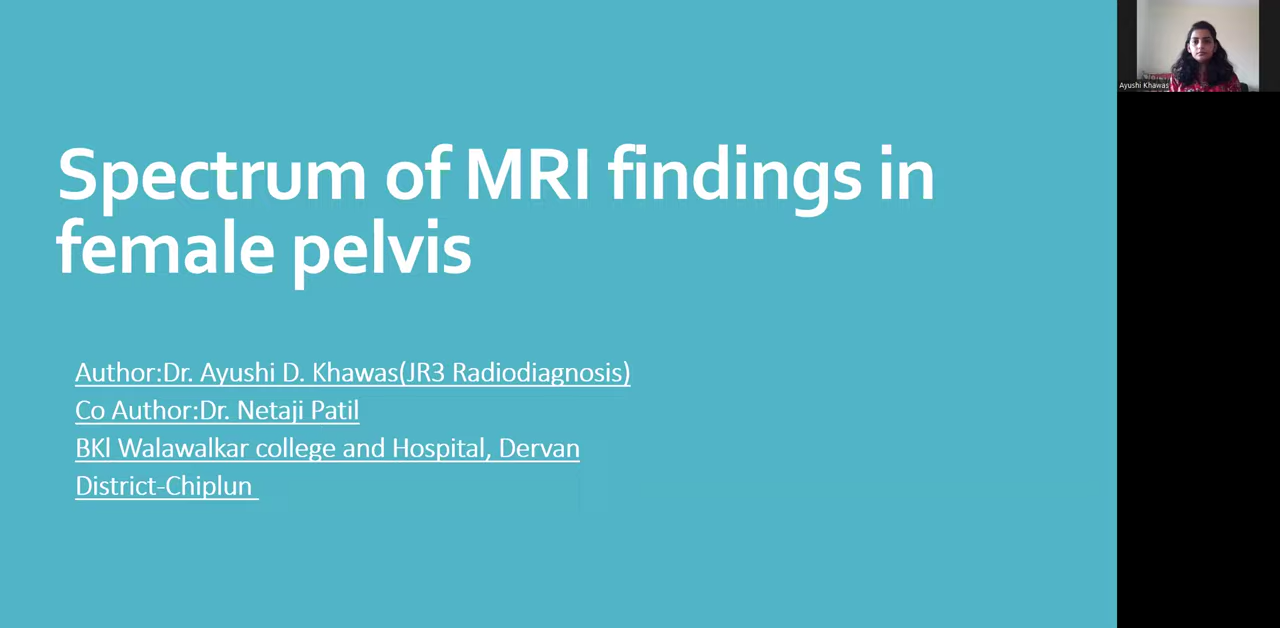 Spectrum of MRI findings in
female pelvis
Author:Dr. Ayushi D. Khawas(JR3 Radiodiagnosis)
Co Author:Dr. Netaji Patil
BKl Walawalkar college and Hospital, Dervan
District-Chiplun
Ayushi Khawas